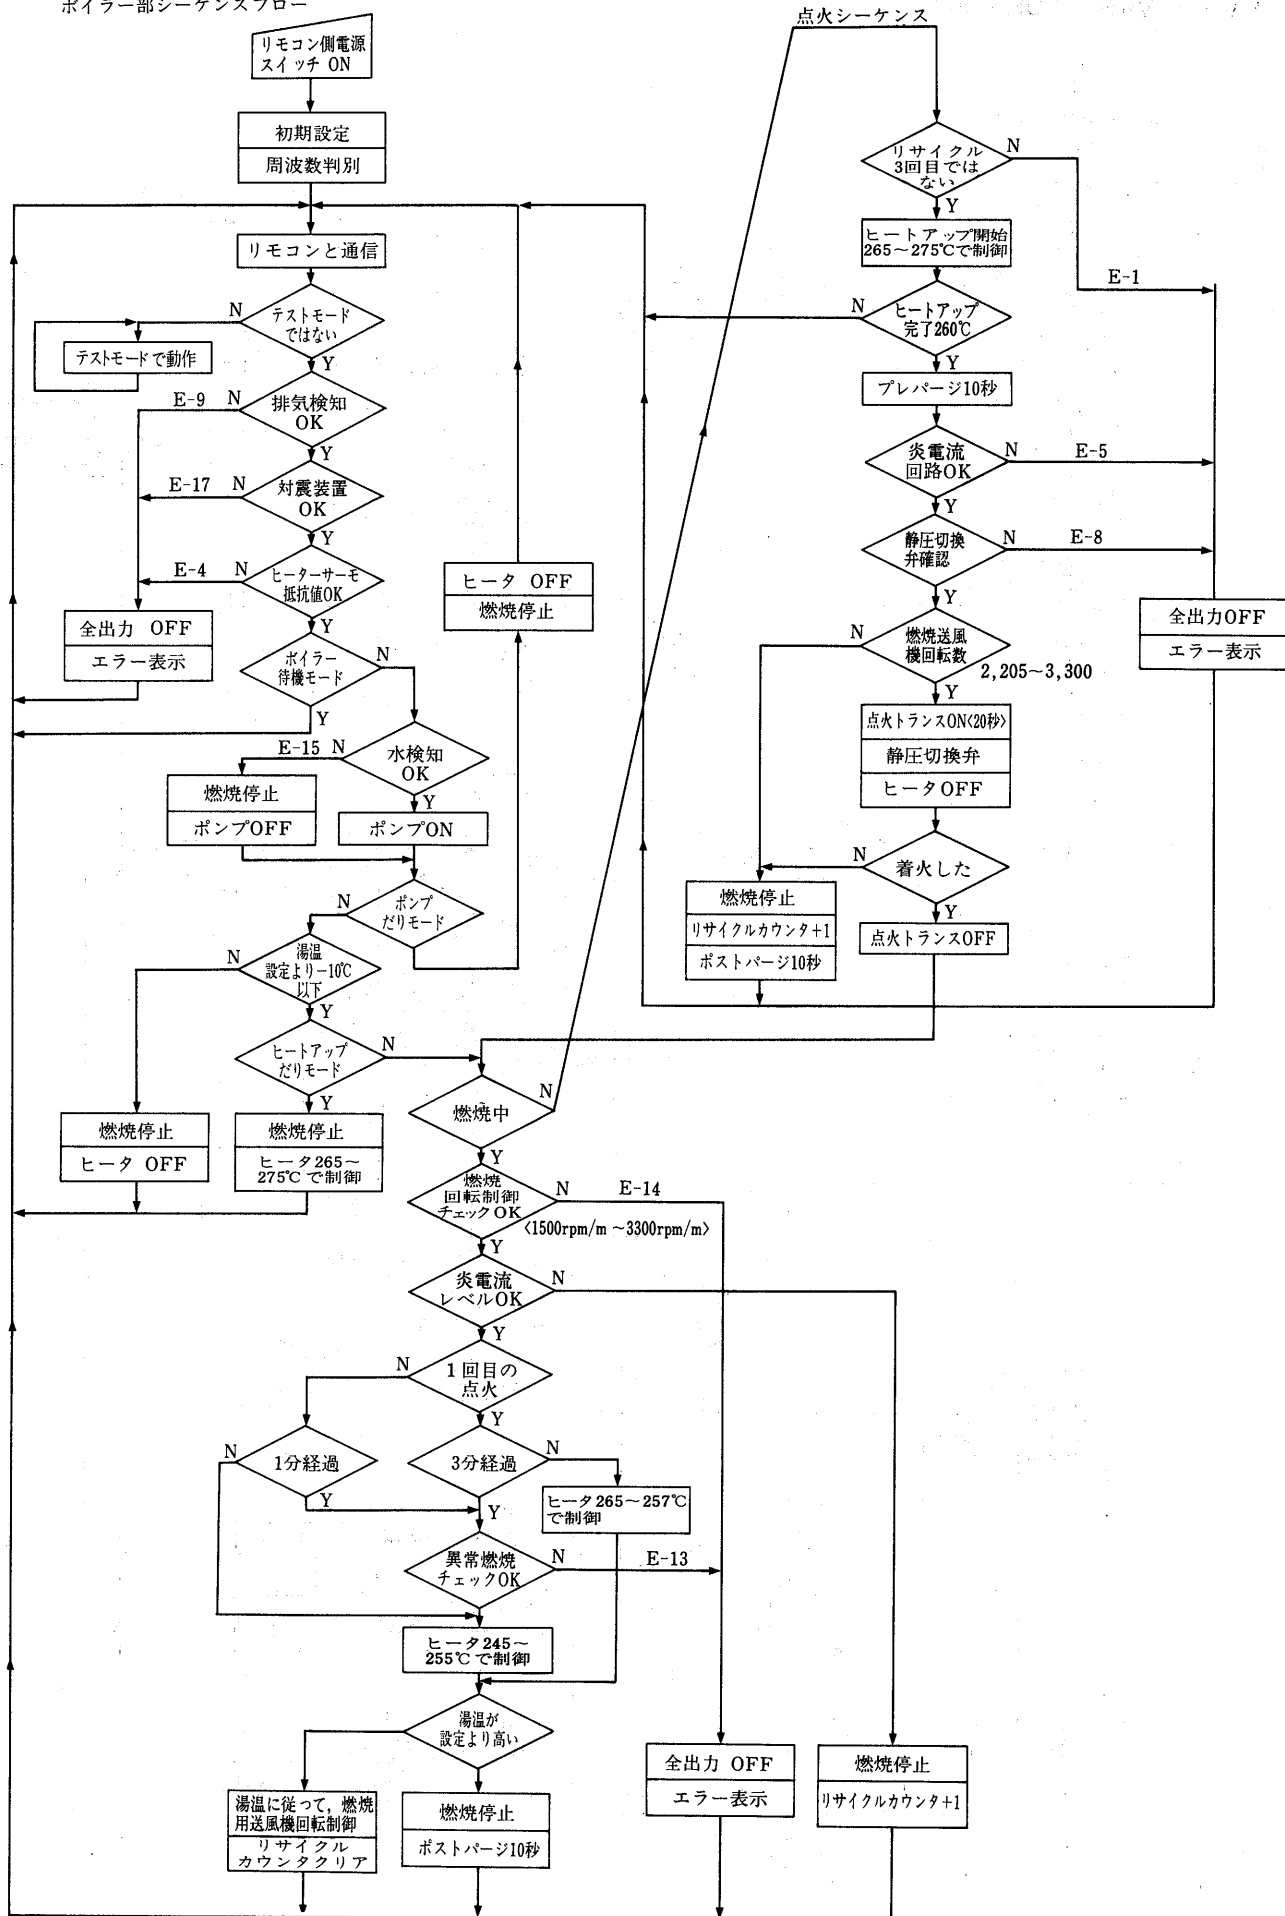 ボイラー部シーケンスフロー
リモコン側電源
スイッチ ON
初期設定
周波数判別
リモコンと通信
テストモード
ではない
N
Y
テストモードで動作
排気検知
OK
E-9
N
Y
対震装置
OK
E-17
N
Y
ヒーターサーモ
抵抗値OK
E-4
N
Y
全出力 OFF
エラー表示
ボイラー
待機モード
N
Y
水検知
OK
E-15
N
Y
燃焼停止
ポンプOFF
ポンプON
ヒータ OFF
燃焼停止
ポンプ
だりモード
N
湯温
設定より−10℃
以下
N
Y
ヒートアップ
だりモード
N
Y
燃焼停止
ヒータ OFF
燃焼停止
ヒータ265〜
275℃で制御
点火シーケンス
リサイクル
3回目では
ない
N
Y
ヒートアップ開始
265〜275℃で制御
E-1
ヒートアップ
完了260℃
N
Y
プレパージ10秒
炎電流
回路OK
N
E-5
Y
静圧切換
弁確認
N
E-8
Y
全出力OFF
エラー表示
燃焼送風
機回転数
N
2,205〜3,300
Y
点火トランスON<20秒>
静圧切換弁
ヒータOFF
着火した
N
Y
燃焼停止
リサイクルカウンタ+1
ポストパージ10秒
点火トランスOFF
燃焼中
N
Y
燃焼
回転制御
チェックOK
N
E-14
<1500rpm/m 〜3300rpm/m>
Y
炎電流
レベルOK
N
Y
1回目の
点火
N
Y
1分経過
N
Y
3分経過
N
Y
ヒータ265〜257℃
で制御
異常燃焼
チェックOK
N
E-13
ヒータ245〜
255℃で制御
湯温が
設定より高い
湯温に従って，燃焼
用送風機回転制御
リサイクル
カウンタクリア
燃焼停止
ポストパージ10秒
全出力 OFF
エラー表示
燃焼停止
リサイクルカウンタ+1